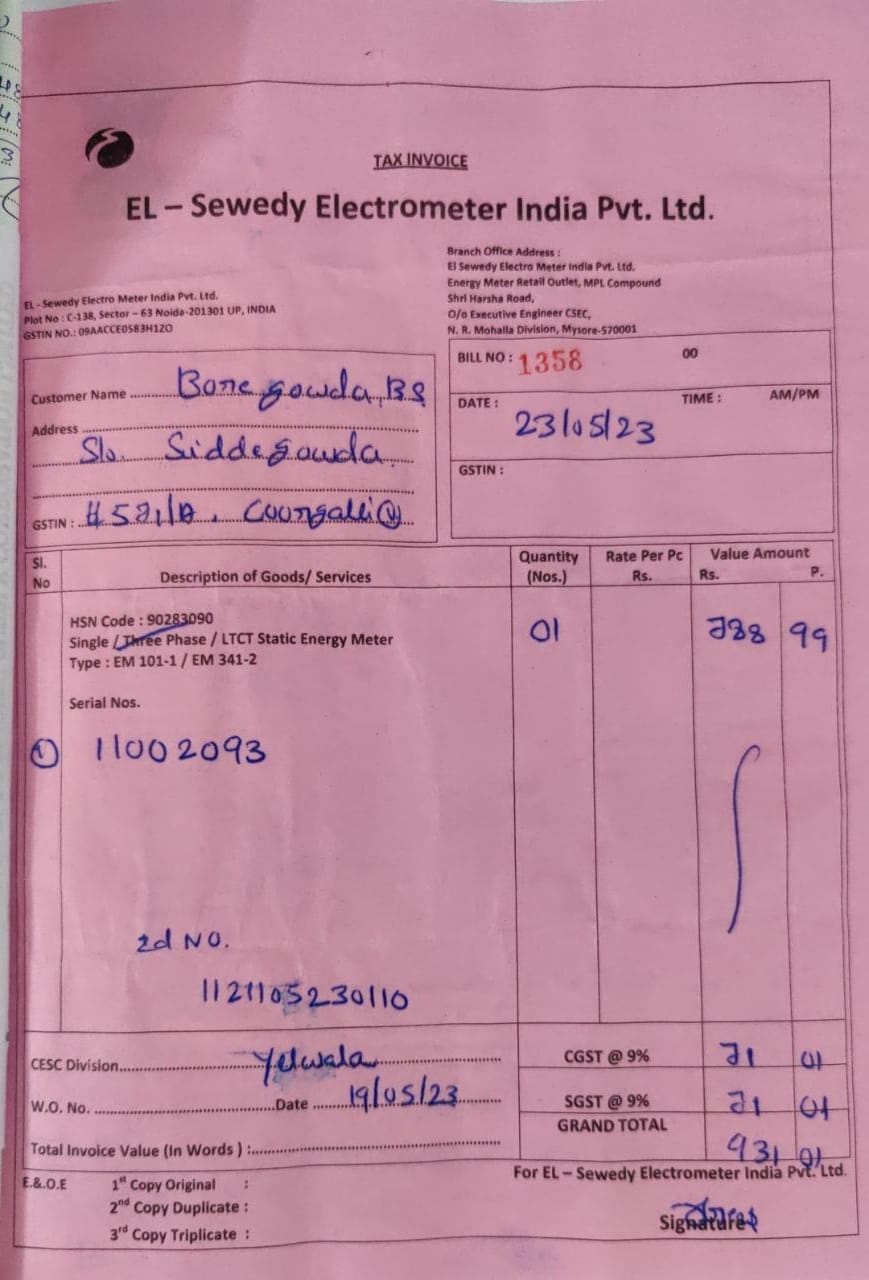 TAX INVOICE
EL – Sewedy Electrometer India Pvt. Ltd.
EL - Sewedy Electro Meter India Pvt. Ltd.
Plot No : C-138, Sector – 63 Noida-201301 UP, INDIA
GSTIN NO.: 09AACCE0583H1ZO
Branch Office Address :
El Sewedy Electro Meter India Pvt. Ltd.
Energy Meter Retail Outlet, MPL Compound
Shri Harsha Road,
O/o Executive Engineer CSEC,
N. R. Mohalla Division, Mysore-570001
Customer Name Bore gowda, B.S
Address
S/o. Siddegowda
GSTIN : Coorgalli
BILL NO : 1358 00
DATE : 23/05/23 TIME : AM/PM
GSTIN :
Sl. No Description of Goods/ Services Quantity (Nos.) Rate Per Pc Rs. Value Amount Rs. P.
HSN Code : 90283090
Single / Three Phase / LTCT Static Energy Meter 01 788 99
Type : EM 101-1 / EM 341-2
Serial Nos.
1 11002093
Id NO.
1121105230110
CESC Division Yelwala CGST @ 9% 71 01
W.O. No. Date 19/05/23 SGST @ 9% 71 01
GRAND TOTAL 931 01
Total Invoice Value (In Words ) :
For EL – Sewedy Electrometer India Pvt. Ltd.
E.&.O.E 1st Copy Original :
2nd Copy Duplicate :
3rd Copy Triplicate :
Signature